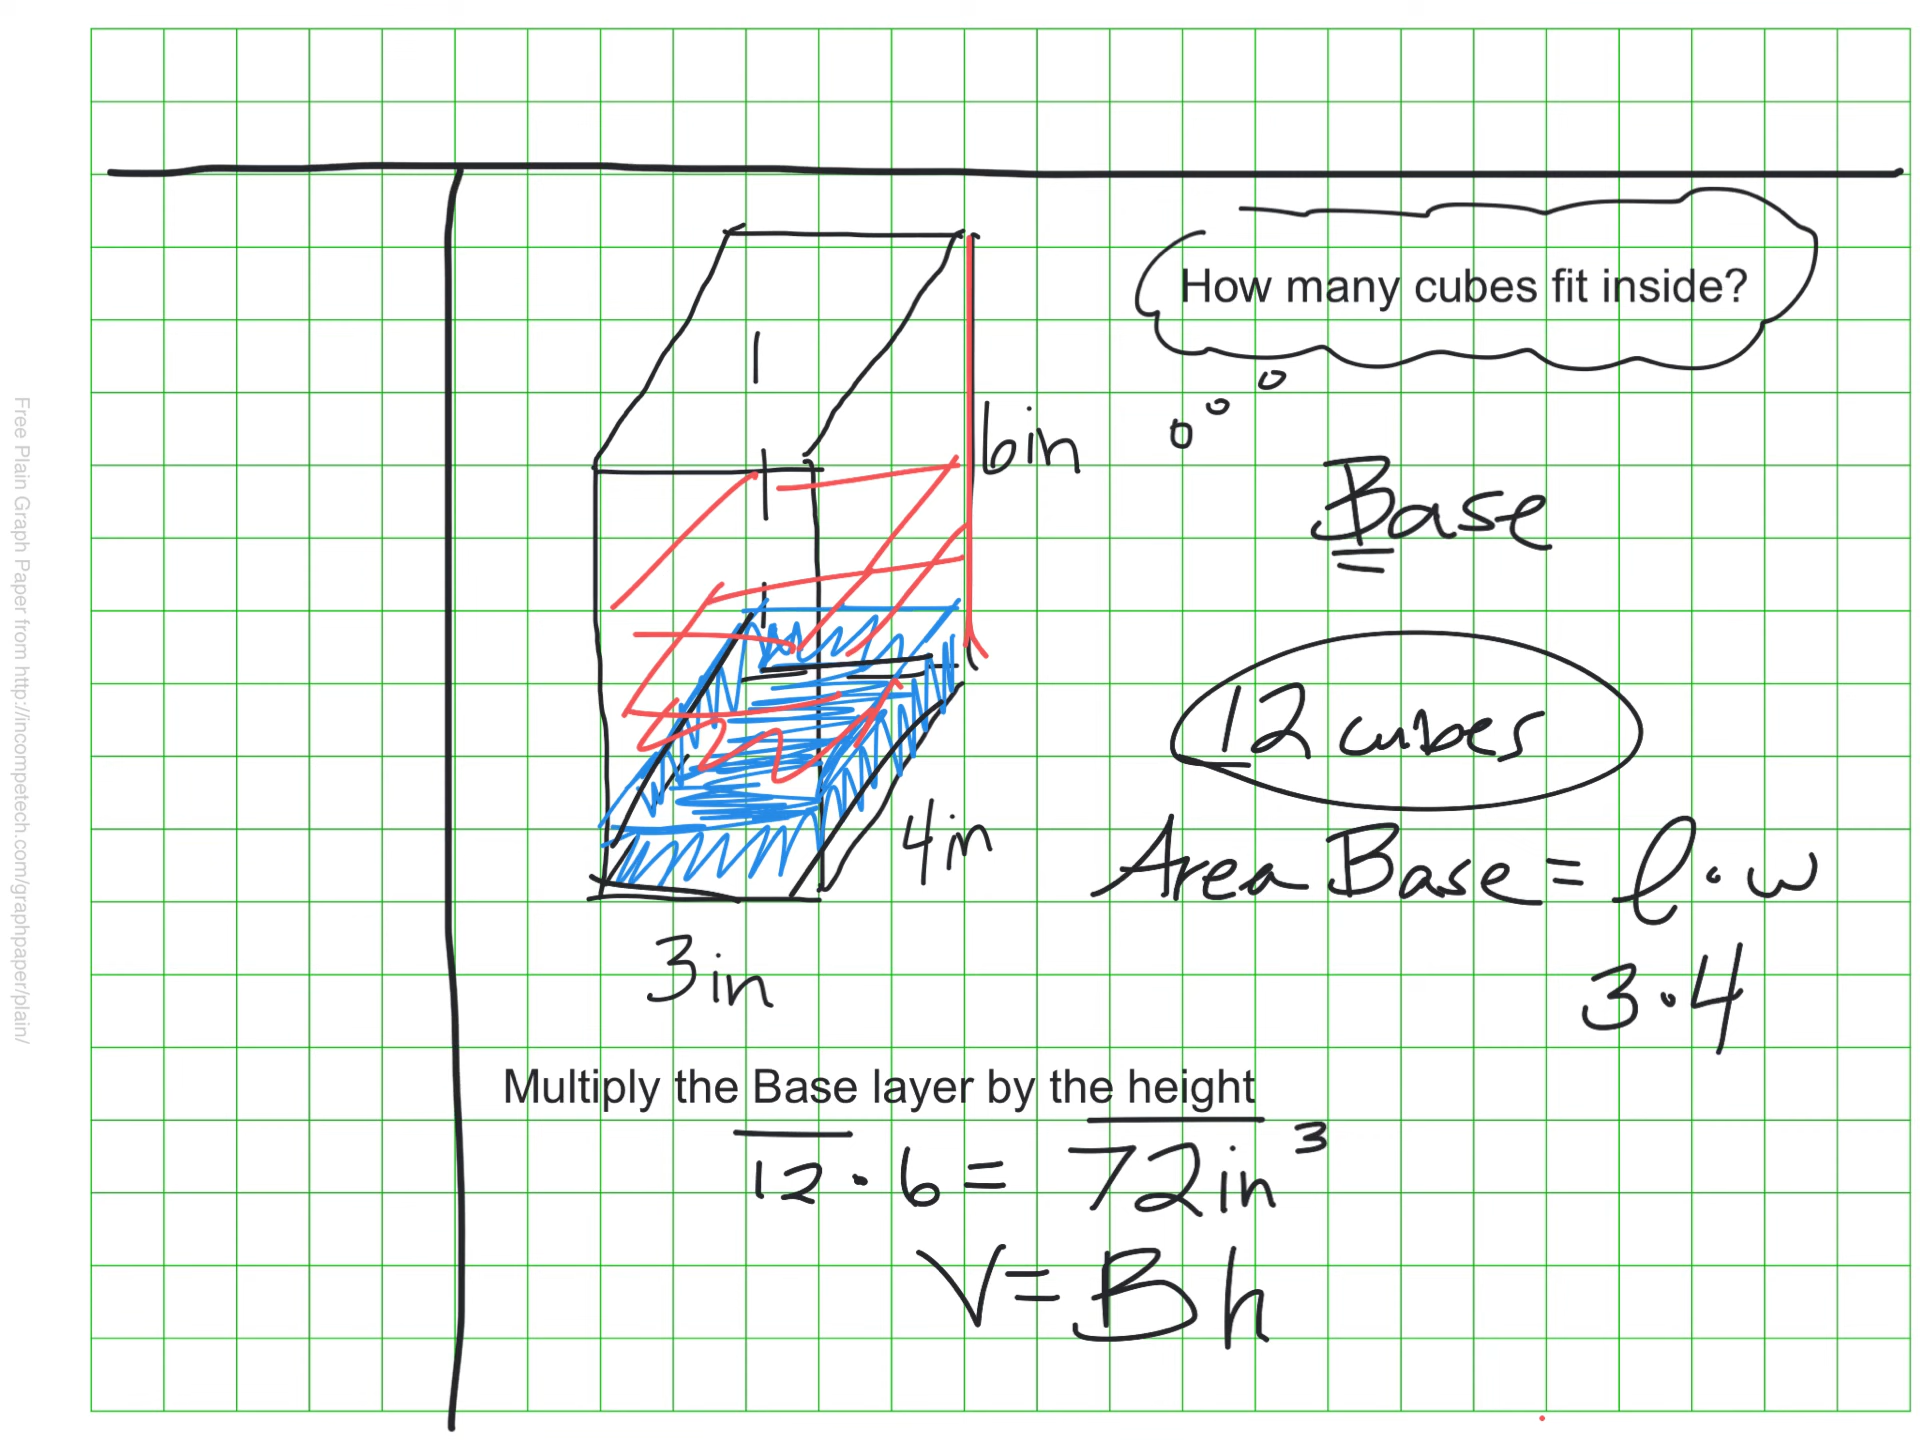 How many cubes fit inside?
6in
Base
12 cubes
4in
Area Base = l·w
3in
3·4
Multiply the Base layer by the height
12·6 = 72in³
V = Bh
Free Plain Graph Paper from http://incompetech.com/graphpaper/plain/